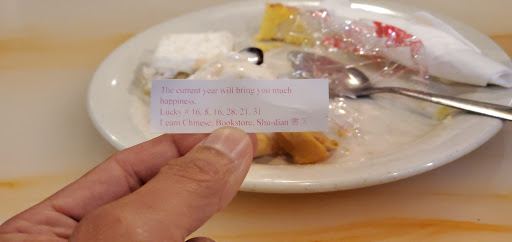 The current year will bring you much
happiness.
Lucky # 16, 8, 16, 28, 21, 31
Learn Chinese: Bookstore, Shu-dian 書